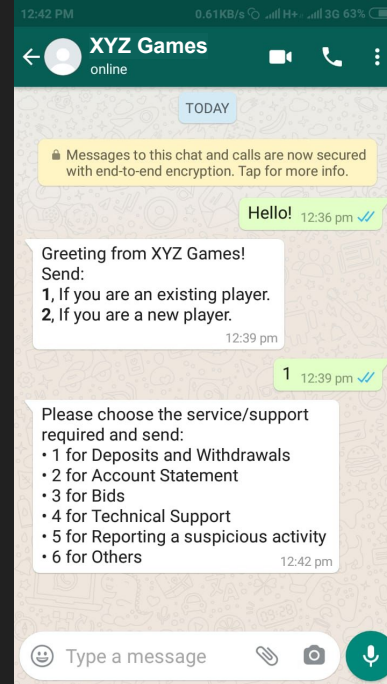 12:42 PM 0.61KB/s H+ 3G 63%
XYZ Games
online
TODAY
Messages to this chat and calls are now secured
with end-to-end encryption. Tap for more info.
Hello! 12:36 pm
Greeting from XYZ Games!
Send:
1, If you are an existing player.
2, If you are a new player.
12:39 pm
1 12:39 pm
Please choose the service/support
required and send:
• 1 for Deposits and Withdrawals
• 2 for Account Statement
• 3 for Bids
• 4 for Technical Support
• 5 for Reporting a suspicious activity
• 6 for Others 12:42 pm
Type a message